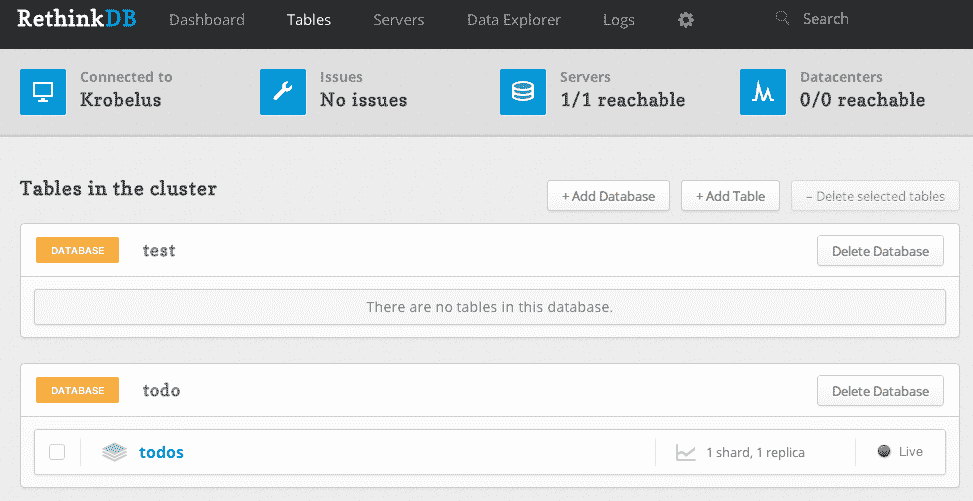 RethinkDB Dashboard Tables Servers Data Explorer Logs Search
Connected to Issues Servers Datacenters
Krobelus No issues 1/1 reachable 0/0 reachable
Tables in the cluster + Add Database + Add Table – Delete selected tables
DATABASE test Delete Database
There are no tables in this database.
DATABASE todo Delete Database
todos 1 shard, 1 replica Live